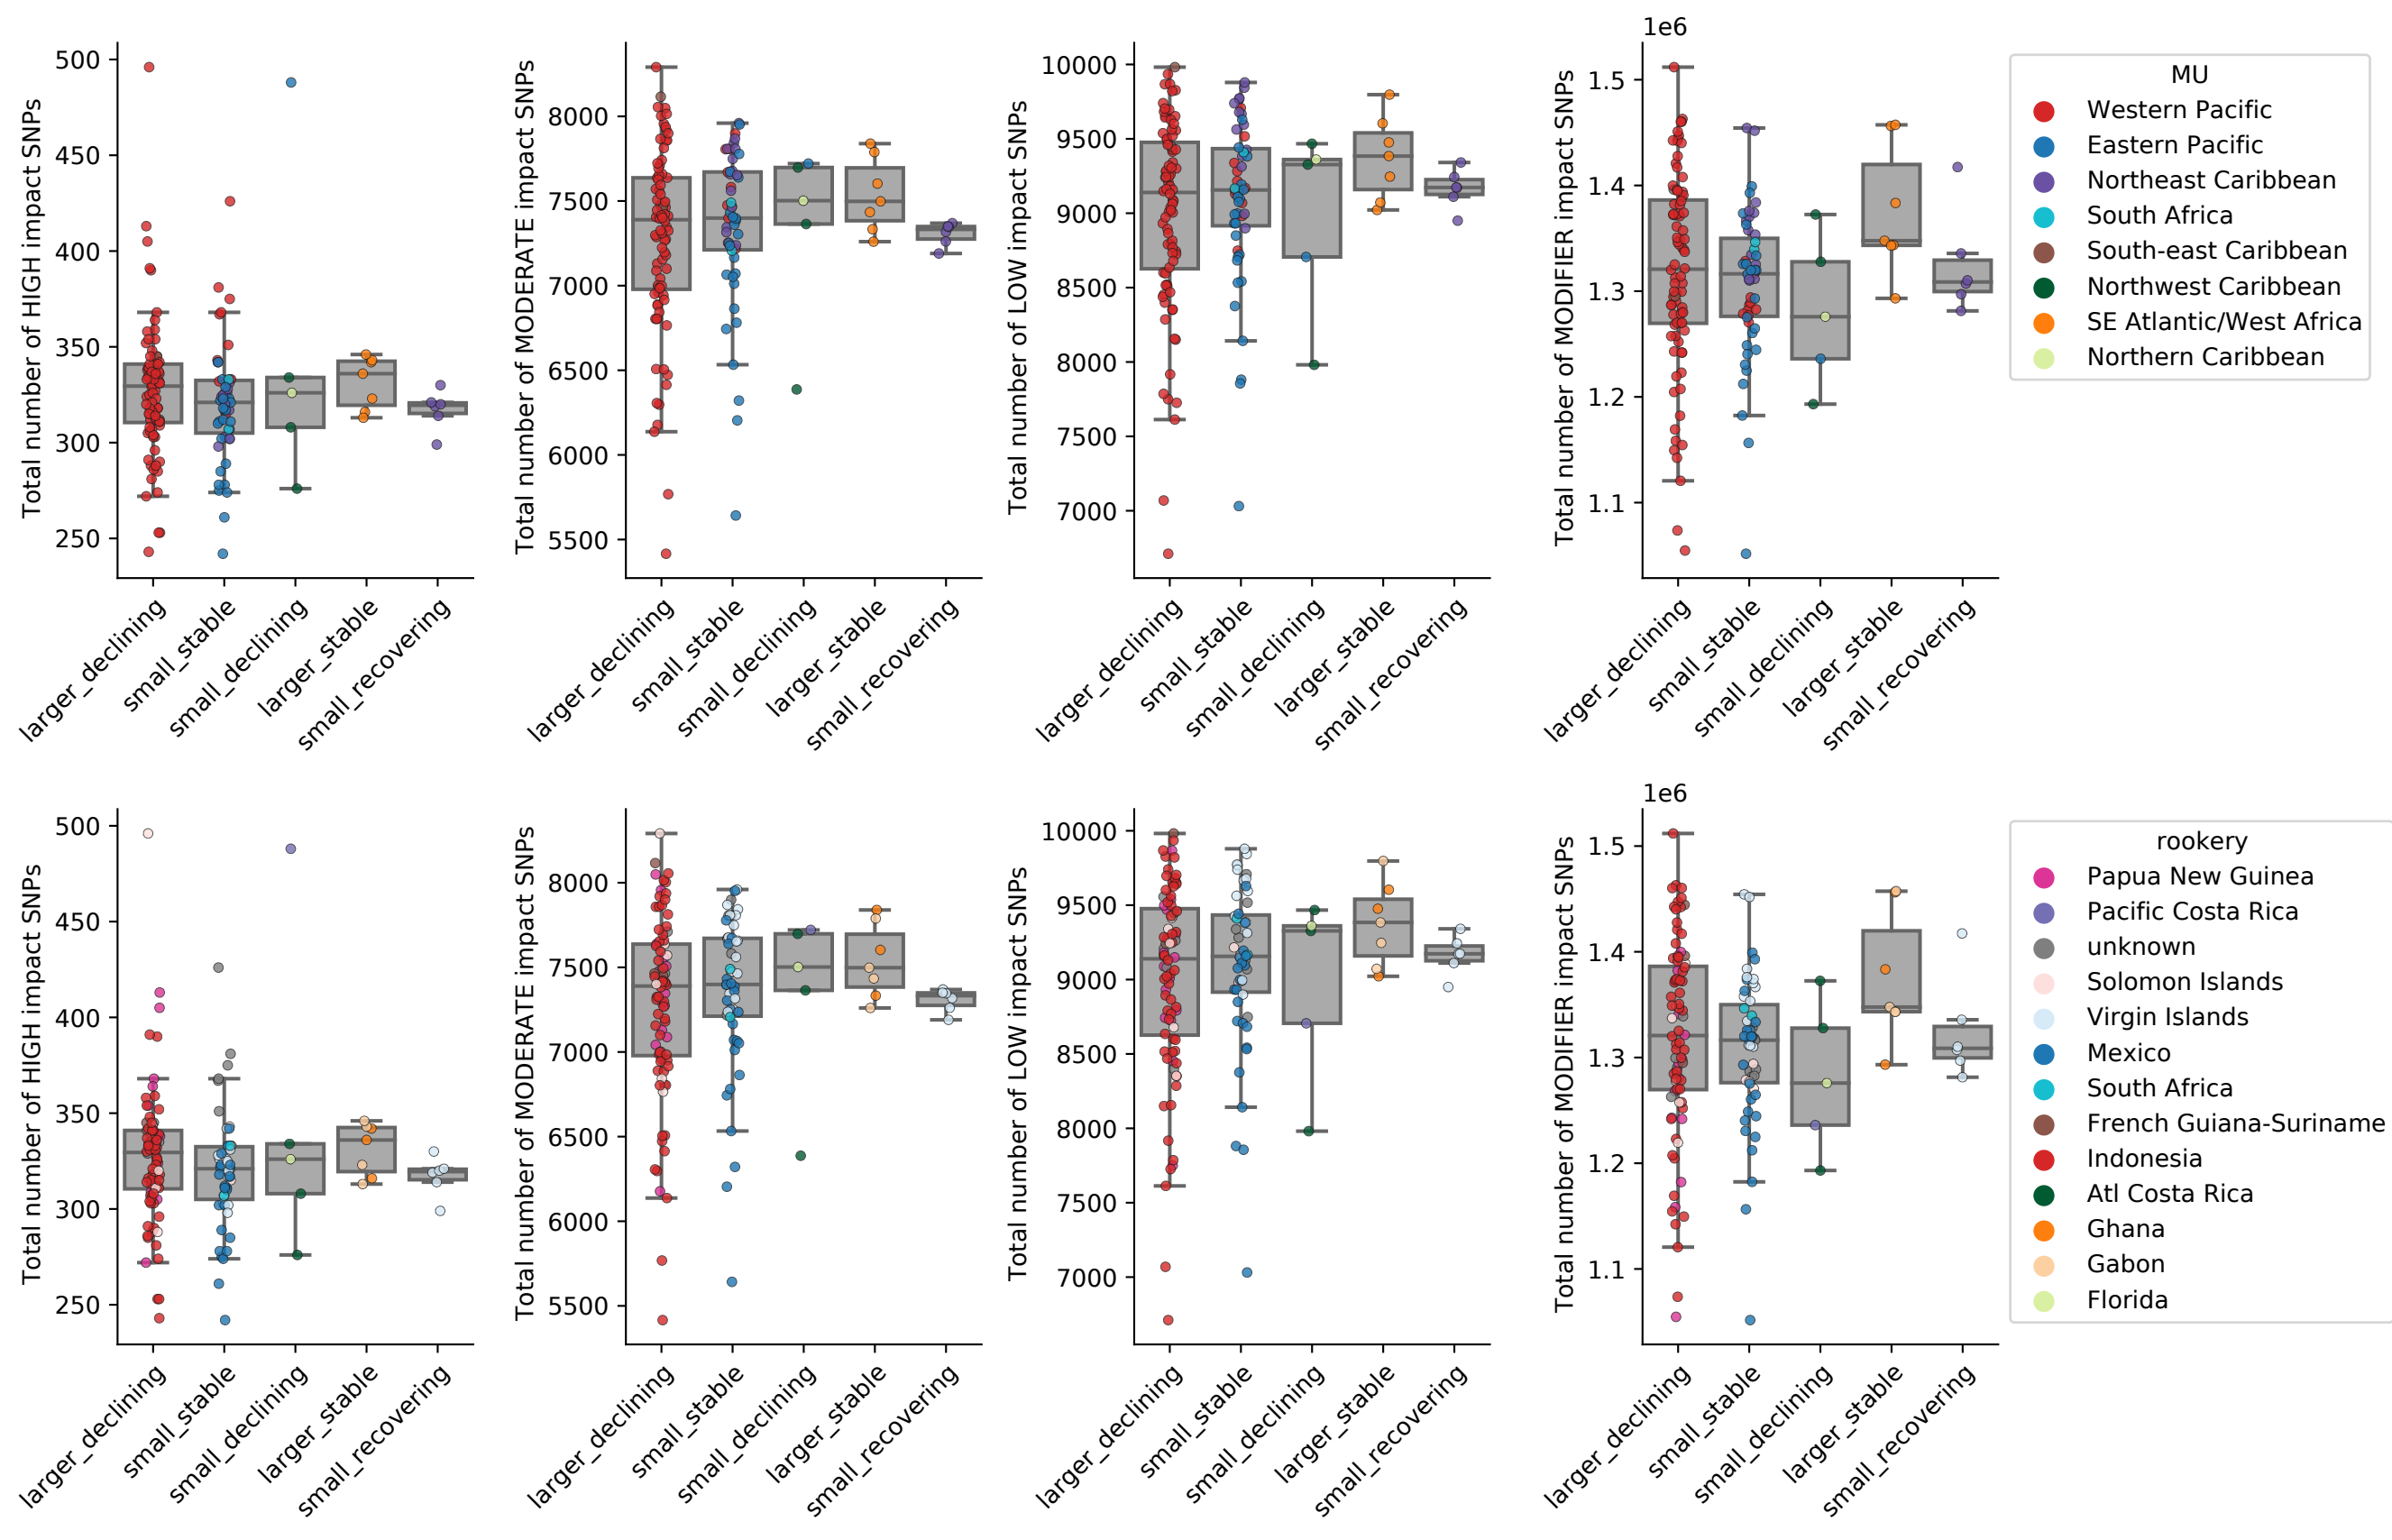 1e6
Total number of HIGH impact SNPs
500
450
400
350
300
250
larger_declining
small_stable
small_declining
larger_stable
small_recovering
Total number of MODERATE impact SNPs
8000
7500
7000
6500
6000
5500
larger_declining
small_stable
small_declining
larger_stable
small_recovering
Total number of LOW impact SNPs
10000
9500
9000
8500
8000
7500
7000
larger_declining
small_stable
small_declining
larger_stable
small_recovering
Total number of MODIFIER impact SNPs
1.5
1.4
1.3
1.2
1.1
larger_declining
small_stable
small_declining
larger_stable
small_recovering
MU
Western Pacific
Eastern Pacific
Northeast Caribbean
South Africa
South-east Caribbean
Northwest Caribbean
SE Atlantic/West Africa
Northern Caribbean
1e6
Total number of HIGH impact SNPs
500
450
400
350
300
250
larger_declining
small_stable
small_declining
larger_stable
small_recovering
Total number of MODERATE impact SNPs
8000
7500
7000
6500
6000
5500
larger_declining
small_stable
small_declining
larger_stable
small_recovering
Total number of LOW impact SNPs
10000
9500
9000
8500
8000
7500
7000
larger_declining
small_stable
small_declining
larger_stable
small_recovering
Total number of MODIFIER impact SNPs
1.5
1.4
1.3
1.2
1.1
larger_declining
small_stable
small_declining
larger_stable
small_recovering
rookery
Papua New Guinea
Pacific Costa Rica
unknown
Solomon Islands
Virgin Islands
Mexico
South Africa
French Guiana-Suriname
Indonesia
Atl Costa Rica
Ghana
Gabon
Florida